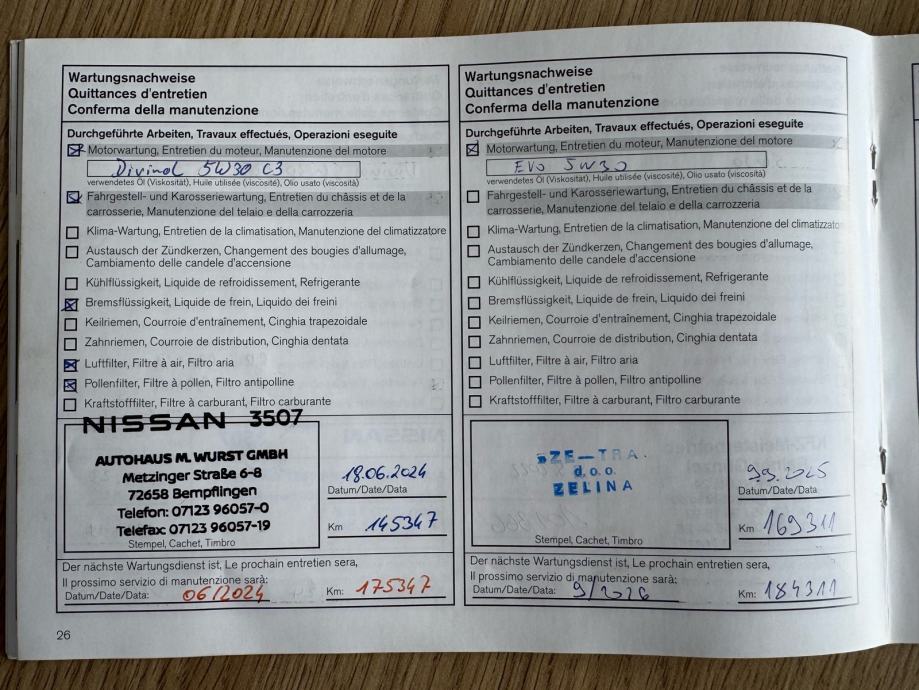 Wartungsnachweise
Quittances d'entretien
Conferma della manutenzione
Durchgeführte Arbeiten, Travaux effectués, Operazioni eseguite
Motorwartung, Entretien du moteur, Manutenzione del motore
Divinol 5W30 C3
verwendetes Öl (Viskosität), Huile utilisée (viscosité), Olio usato (viscosità)
Fahrgestell- und Karosseriewartung, Entretien du châssis et de la
carrosserie, Manutenzione del telaio e della carrozzeria
Klima-Wartung, Entretien de la climatisation, Manutenzione del climatizzatore
Austausch der Zündkerzen, Changement des bougies d'allumage,
Cambiamento delle candele d'accensione
Kühlflüssigkeit, Liquide de refroidissement, Refrigerante
Bremsflüssigkeit, Liquide de frein, Liquido dei freini
Keilriemen, Courroie d'entraînement, Cinghia trapezoidale
Zahnriemen, Courroie de distribution, Cinghia dentata
Luftfilter, Filtre à air, Filtro aria
Pollenfilter, Filtre à pollen, Filtro antipolline
Kraftstofffilter, Filtre à carburant, Filtro carburante
NISSAN 3507
AUTOHAUS M. WURST GMBH
Metzinger Straße 6-8
72658 Bempflingen
Telefon: 07123 96057-0
Telefax: 07123 96057-19
Stempel, Cachet, Timbro
18.06.2024
Datum/Date/Data
Km 145347
Der nächste Wartungsdienst ist, Le prochain entretien sera,
Il prossimo servizio di manutenzione sarà:
Datum/Date/Data: 06/2024 Km: 175347
26
Wartungsnachweise
Quittances d'entretien
Conferma della manutenzione
Durchgeführte Arbeiten, Travaux effectués, Operazioni eseguite
Motorwartung, Entretien du moteur, Manutenzione del motore
EVO 5W30
verwendetes Öl (Viskosität), Huile utilisée (viscosité), Olio usato (viscosità)
Fahrgestell- und Karosseriewartung, Entretien du châssis et de la
carrosserie, Manutenzione del telaio e della carrozzeria
Klima-Wartung, Entretien de la climatisation, Manutenzione del climatizzatore
Austausch der Zündkerzen, Changement des bougies d'allumage,
Cambiamento delle candele d'accensione
Kühlflüssigkeit, Liquide de refroidissement, Refrigerante
Bremsflüssigkeit, Liquide de frein, Liquido dei freini
Keilriemen, Courroie d'entraînement, Cinghia trapezoidale
Zahnriemen, Courroie de distribution, Cinghia dentata
Luftfilter, Filtre à air, Filtro aria
Pollenfilter, Filtre à pollen, Filtro antipolline
Kraftstofffilter, Filtre à carburant, Filtro carburante
d.o.o.
ZELINA
Stempel, Cachet, Timbro
9.9.2025
Datum/Date/Data
Km 169311
Der nächste Wartungsdienst ist, Le prochain entretien sera,
Il prossimo servizio di manutenzione sarà:
Datum/Date/Data: 9/2026 Km: 184311